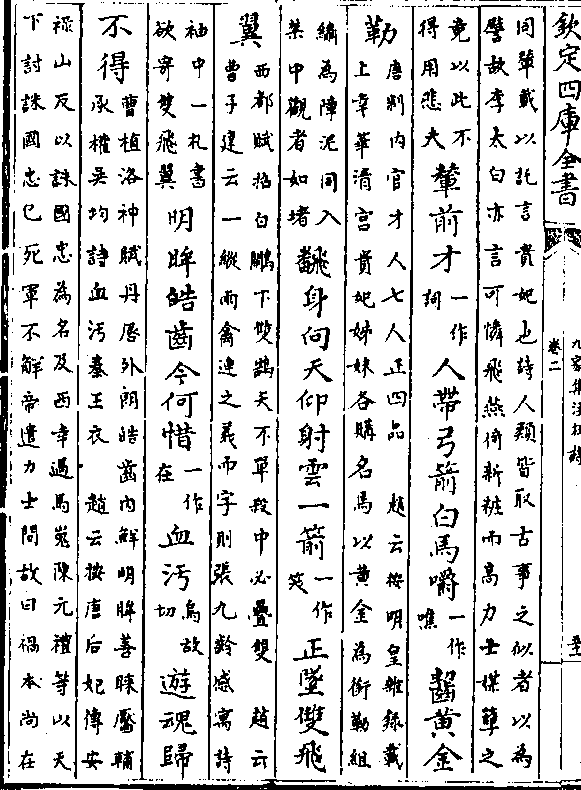 欽定四庫全書
九家集注杜詩
卷二
同輦載以託言貴妃也詩人類皆取古事之似者以為
譬故李太白亦言可憐飛燕倚新粧而高力士媒孽之
竟以此不
得用悲夫
輦前才
一作
詞
人帶弓箭白馬嚼
一作
噍
齧黃金
勒
唐制内官才人七人正四品 趙云按明皇雜録載
上幸華清宫貴妃姊妹各購名馬以黄金為銜勒組
繡為障泥同入
禁中觀者如堵
飜身向天仰射雲一箭
一作
笑
正墜雙飛
翼
西都賦招白鷳下雙鵠矢不單殺中必疊雙 趙云
曹子建云一縱而禽連之義而字則張九齡感寓詩
袖中一札書
欲寄雙飛翼
明眸皓齒今何惜
一作
在
血汚
烏故
切
遊魂歸
不得
曹植洛神賦丹唇外朗皓齒内鮮明眸善睞靨輔
承權吴均詩血汚秦王衣 趙云按唐后妃傳安
禄山反以誅國忠為名及西幸過馬嵬陳元禮等以天
下討誅國忠已死軍不解帝遣力士問故曰禍本尚在